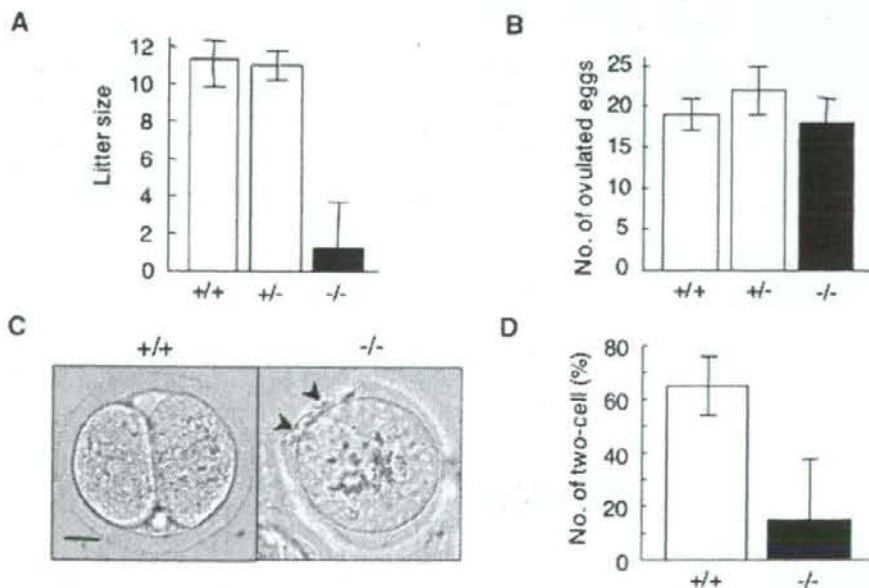 A
Litter size
12
10
8
6
4
2
0
+/+ +/- -/-
B
No. of ovulated eggs
25
20
15
10
5
0
+/+ +/- -/-
C
+/+ -/-
D
No. of two-cell (%)
80
60
40
20
0
+/+ -/-